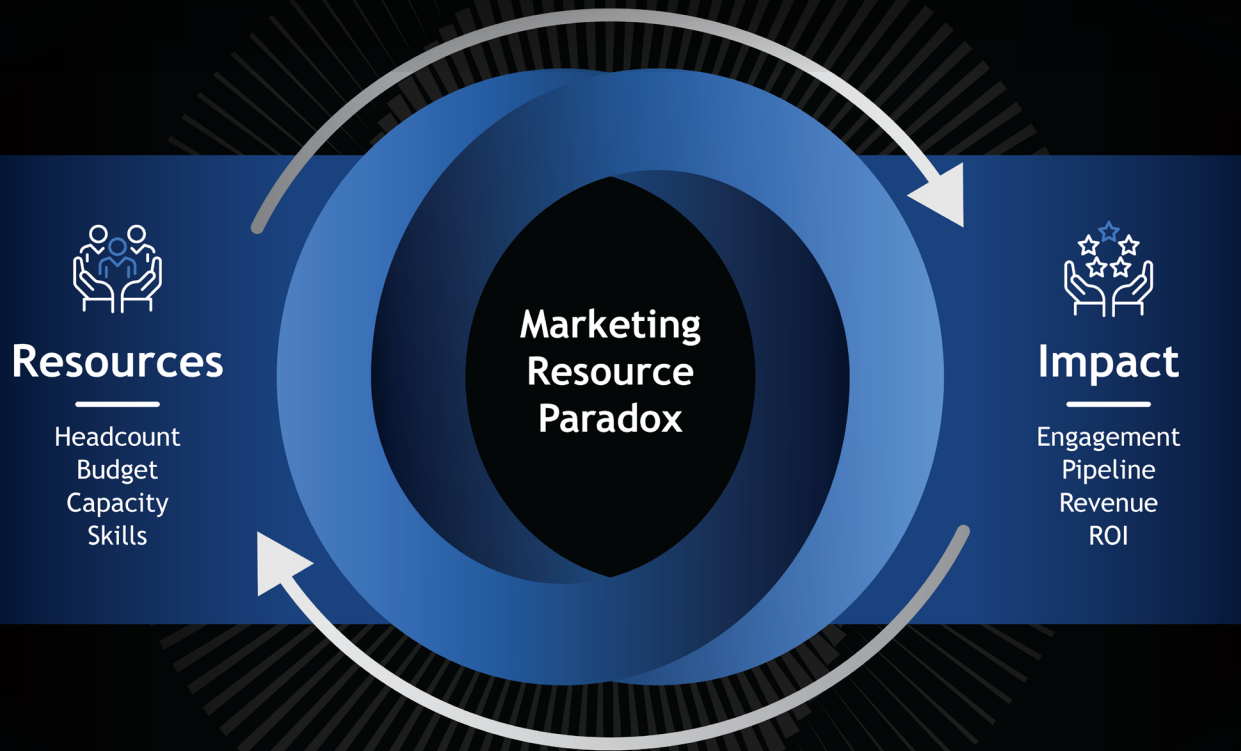 Resources
Headcount
Budget
Capacity
Skills
Marketing
Resource
Paradox
Impact
Engagement
Pipeline
Revenue
ROI